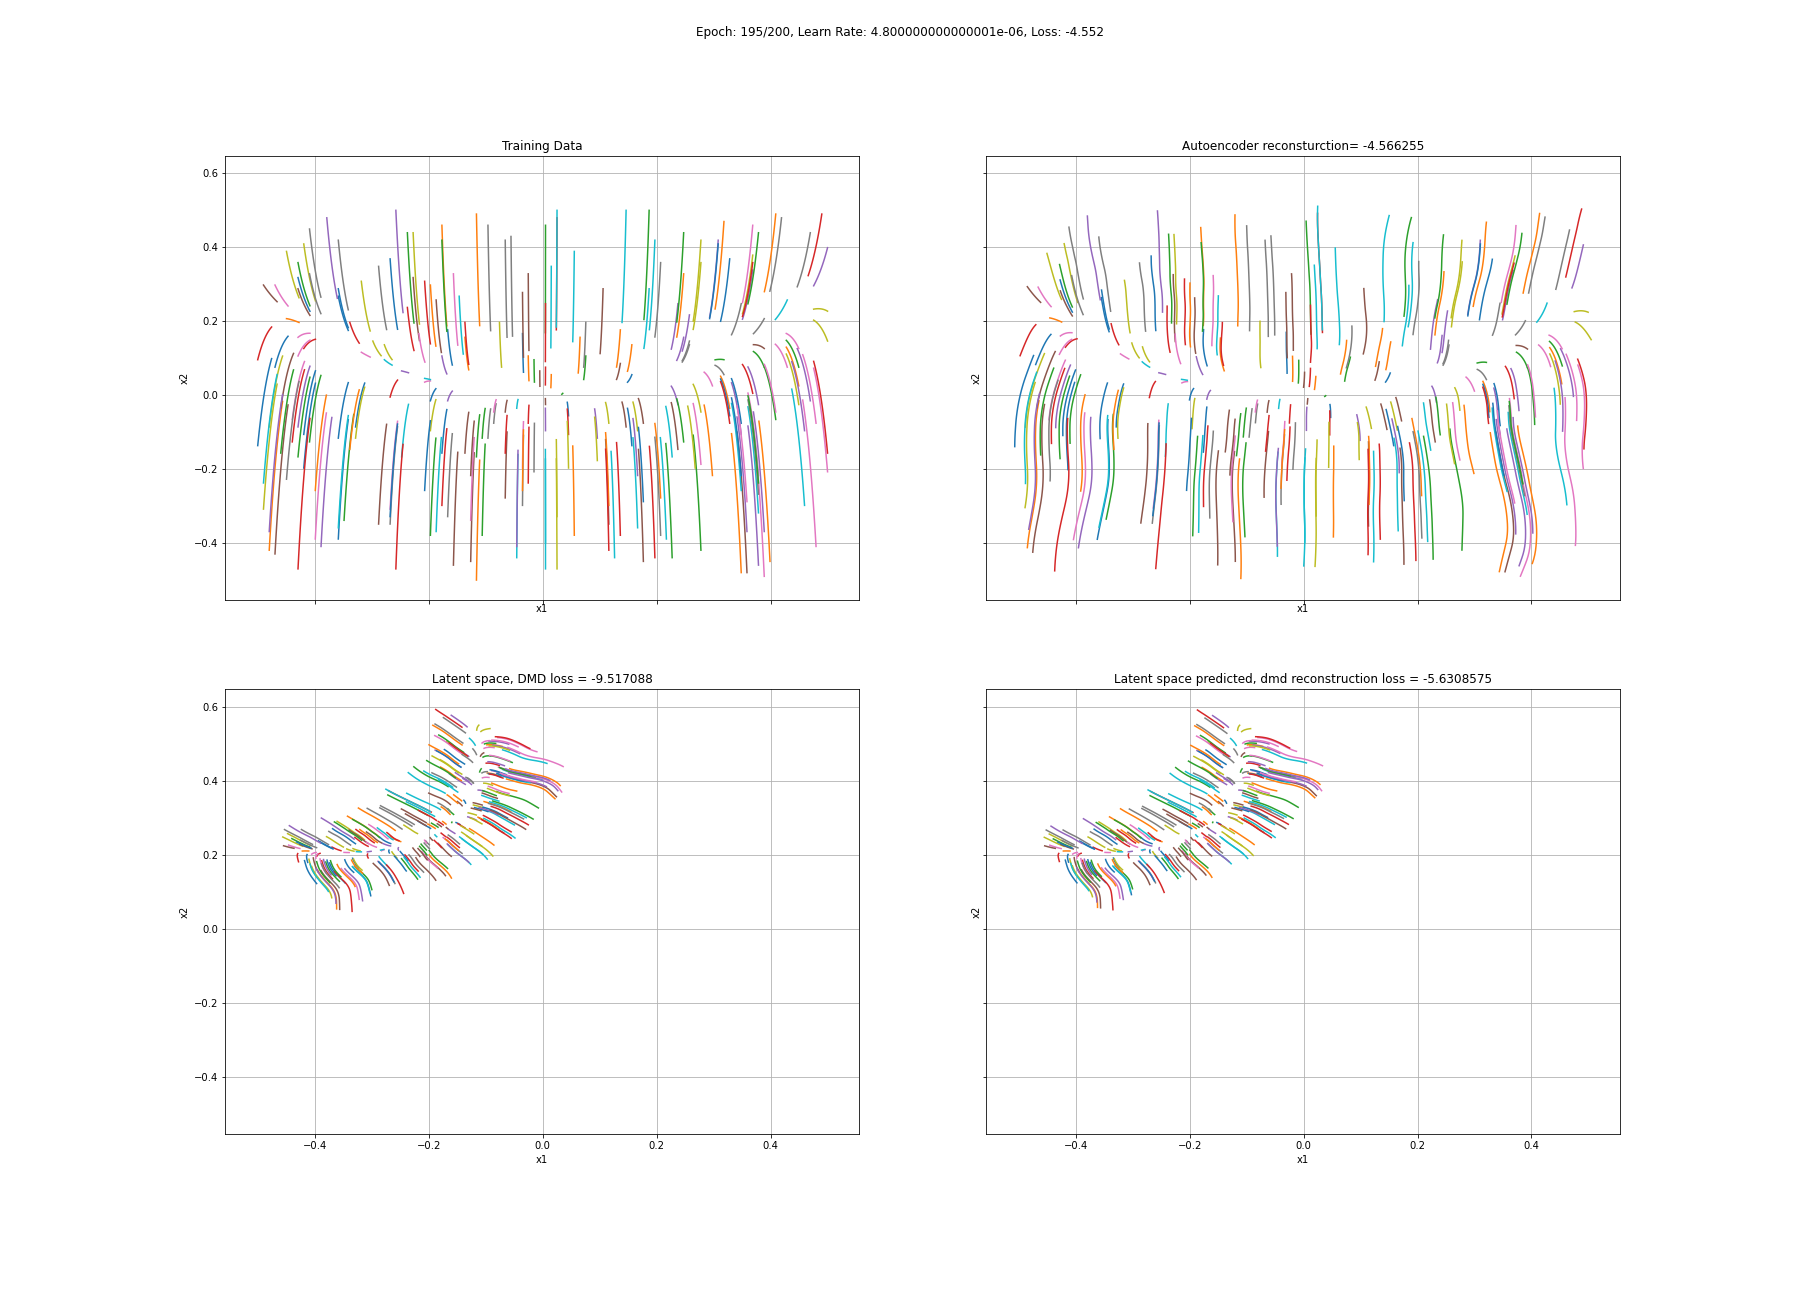 Epoch: 195/200, Learn Rate: 4.800000000000001e-06, Loss: -4.552
Training Data
0.6
0.4
0.2
0.0
−0.2
−0.4
x2
x1
Autoencoder reconsturction= -4.566255
x1
Latent space, DMD loss = -9.517088
0.6
0.4
0.2
0.0
−0.2
−0.4
x2
−0.4 −0.2 0.0 0.2 0.4
x1
Latent space predicted, dmd reconstruction loss = -5.6308575
x2
−0.4 −0.2 0.0 0.2 0.4
x1